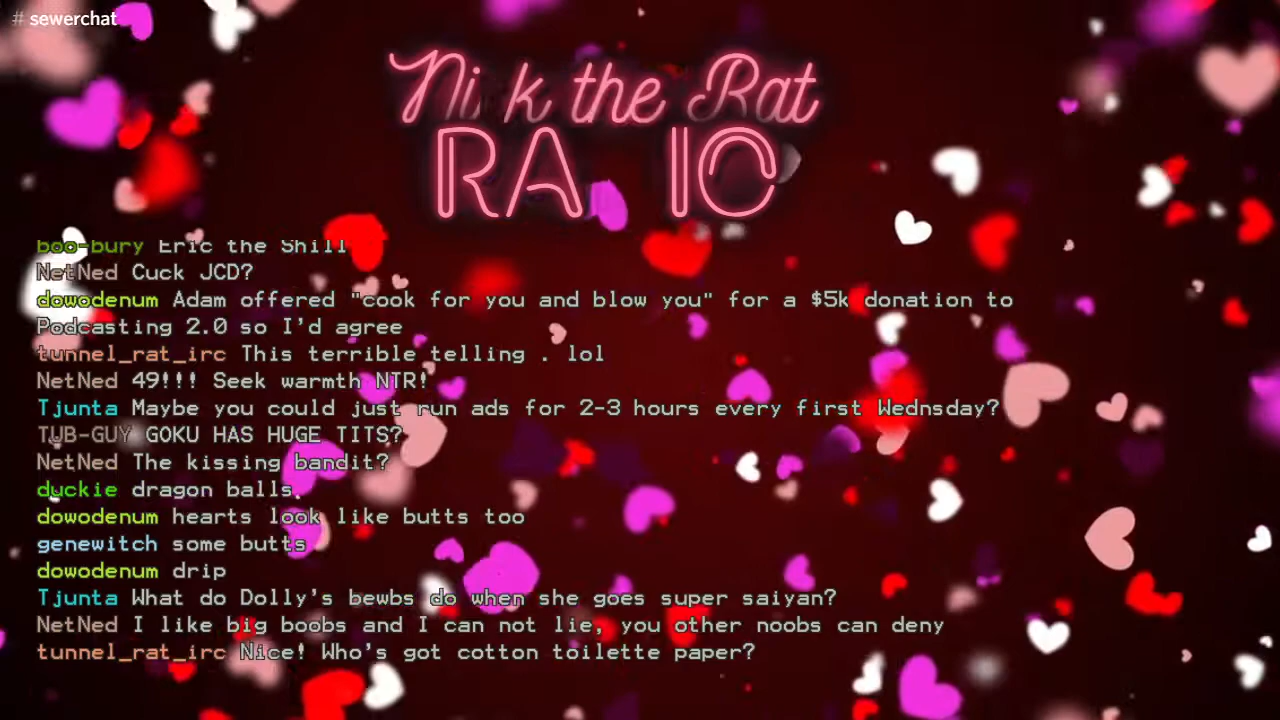 # sewerchat
Ni k the Rat
RA IO
boo-bury Eric the Shill
NetNed Cuck JCD?
dowodenum Adam offered "cook for you and blow you" for a $5k donation to
Podcasting 2.0 so I'd agree
tunnel_rat_irc This terrible telling . lol
NetNed 49!!! Seek warmth NTR!
Tjunta Maybe you could just run ads for 2-3 hours every first Wednsday?
TUB-GUY GOKU HAS HUGE TITS?
NetNed The kissing bandit?
duckie dragon balls
dowodenum hearts look like butts too
genewitch some butts
dowodenum drip
Tjunta What do Dolly's bewbs do when she goes super saiyan?
NetNed I like big boobs and I can not lie, you other noobs can deny
tunnel_rat_irc Nice! Who's got cotton toilette paper?